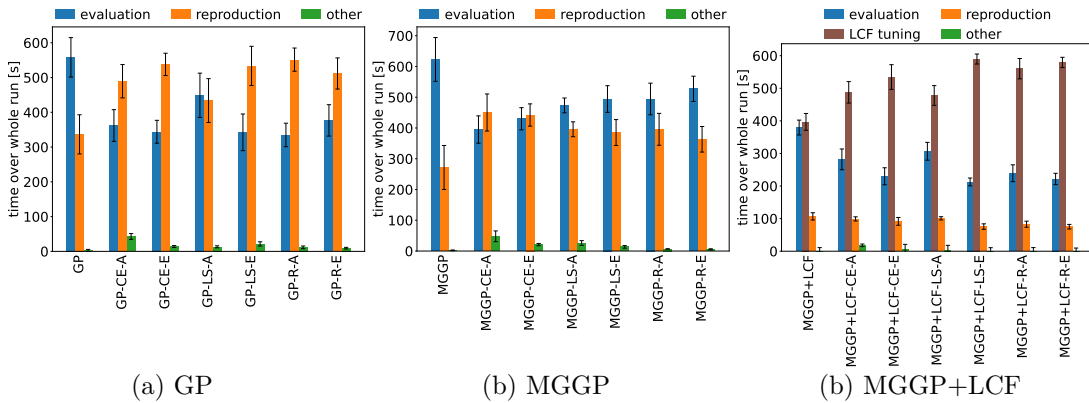 evaluation reproduction other
time over whole run [s]
600
500
400
300
200
100
0
GP
GP-CE-A
GP-CE-E
GP-LS-A
GP-LS-E
GP-R-A
GP-R-E
(a) GP
evaluation reproduction other
time over whole run [s]
700
600
500
400
300
200
100
0
MGGP
MGGP-CE-A
MGGP-CE-E
MGGP-LS-A
MGGP-LS-E
MGGP-R-A
MGGP-R-E
(b) MGGP
evaluation reproduction
LCF tuning other
time over whole run [s]
600
500
400
300
200
100
0
MGGP+LCF
MGGP+LCF-CE-A
MGGP+LCF-CE-E
MGGP+LCF-LS-A
MGGP+LCF-LS-E
MGGP+LCF-R-A
MGGP+LCF-R-E
(b) MGGP+LCF